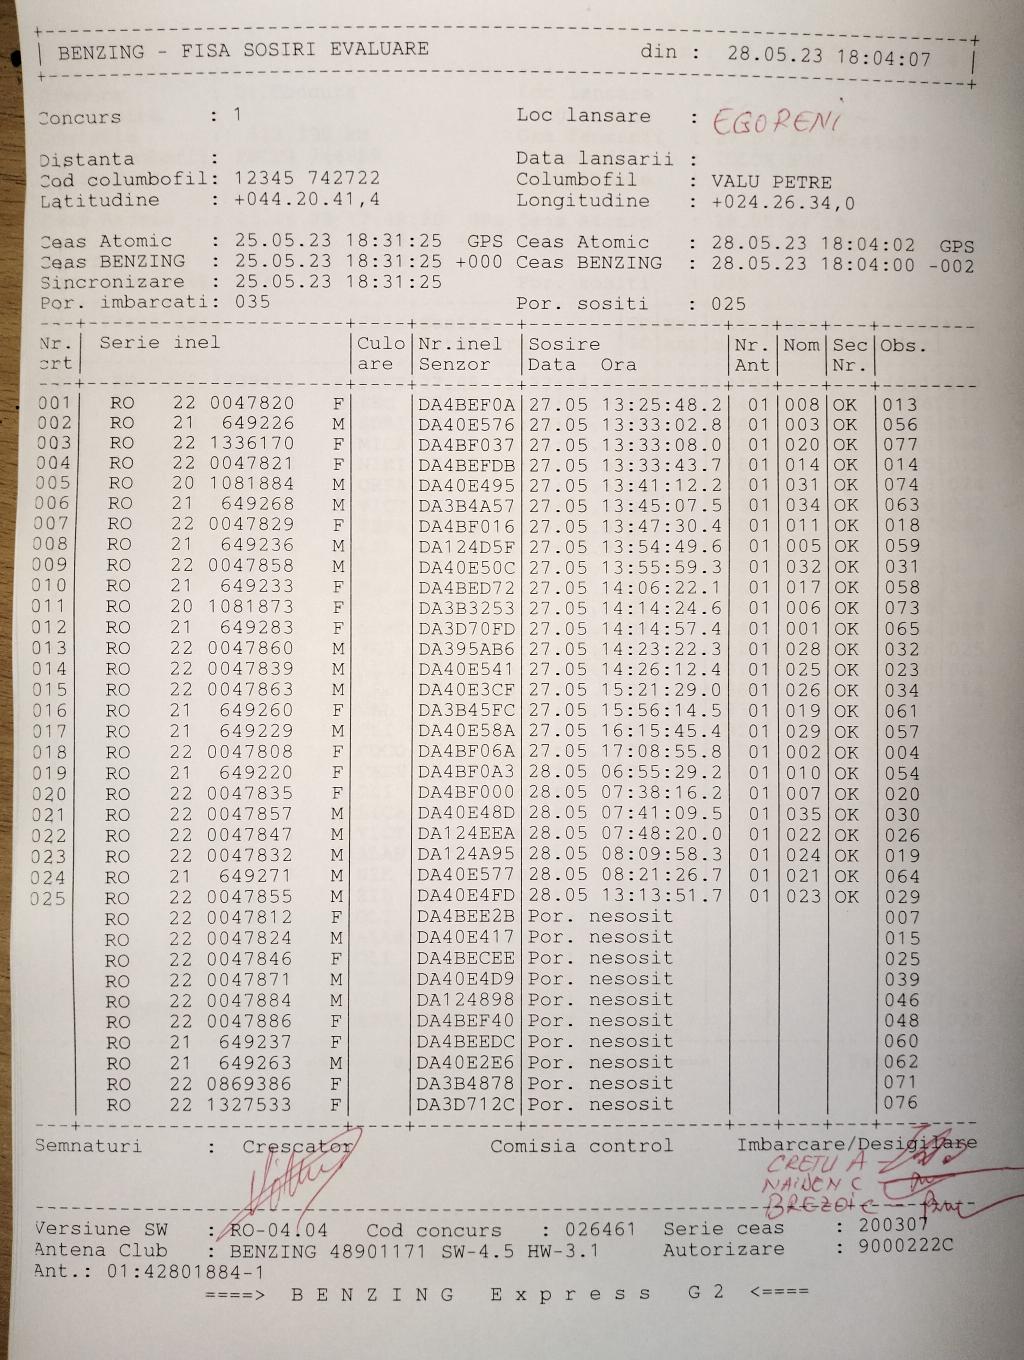 BENZING - FISA SOSIRI EVALUARE din : 28.05.23 18:04:07
Concurs : 1 Loc lansare : EGORENI
Distanta : Data lansarii :
Cod columbofil: 12345 742722 Columbofil : VALU PETRE
Latitudine : +044.20.41,4 Longitudine : +024.26.34,0
Ceas Atomic : 25.05.23 18:31:25 GPS Ceas Atomic : 28.05.23 18:04:02 GPS
Ceas BENZING : 25.05.23 18:31:25 +000 Ceas BENZING : 28.05.23 18:04:00 -002
Sincronizare : 25.05.23 18:31:25
Por. imbarcati: 035 Por. sositi : 025
Nr. Serie inel Culo Nr.inel Sosire Nr. Nom Sec Obs.
crt are Senzor Data Ora Ant Nr.
001 RO 22 0047820 F DA4BEF0A 27.05 13:25:48.2 01 008 OK 013
002 RO 21 649226 M DA40E576 27.05 13:33:02.8 01 003 OK 056
003 RO 22 1336170 F DA4BF037 27.05 13:33:08.0 01 020 OK 077
004 RO 22 0047821 F DA4BEFDB 27.05 13:33:43.7 01 014 OK 014
005 RO 20 1081884 M DA40E495 27.05 13:41:12.2 01 031 OK 074
006 RO 21 649268 M DA3B4A57 27.05 13:45:07.5 01 034 OK 063
007 RO 22 0047829 F DA4BF016 27.05 13:47:30.4 01 011 OK 018
008 RO 21 649236 M DA124D5F 27.05 13:54:49.6 01 005 OK 059
009 RO 22 0047858 M DA40E50C 27.05 13:55:59.3 01 032 OK 031
010 RO 21 649233 F DA4BED72 27.05 14:06:22.1 01 017 OK 058
011 RO 20 1081873 F DA3B3253 27.05 14:14:24.6 01 006 OK 073
012 RO 21 649283 F DA3D70FD 27.05 14:14:57.4 01 001 OK 065
013 RO 22 0047860 M DA395AB6 27.05 14:23:22.3 01 028 OK 032
014 RO 22 0047839 M DA40E541 27.05 14:26:12.4 01 025 OK 023
015 RO 22 0047863 M DA40E3CF 27.05 15:21:29.0 01 026 OK 034
016 RO 21 649260 F DA3B45FC 27.05 15:56:14.5 01 019 OK 061
017 RO 21 649229 M DA40E58A 27.05 16:15:45.4 01 029 OK 057
018 RO 22 0047808 F DA4BF06A 27.05 17:08:55.8 01 002 OK 004
019 RO 21 649220 F DA4BF0A3 28.05 06:55:29.2 01 010 OK 054
020 RO 22 0047835 F DA4BF000 28.05 07:38:16.2 01 007 OK 020
021 RO 22 0047857 M DA40E48D 28.05 07:41:09.5 01 035 OK 030
022 RO 22 0047847 M DA124EEA 28.05 07:48:20.0 01 022 OK 026
023 RO 22 0047832 M DA124A95 28.05 08:09:58.3 01 024 OK 019
024 RO 21 649271 M DA40E577 28.05 08:21:26.7 01 021 OK 064
025 RO 22 0047855 M DA40E4FD 28.05 13:13:51.7 01 023 OK 029
RO 22 0047812 F DA4BEE2B Por. nesosit 007
RO 22 0047824 M DA40E417 Por. nesosit 015
RO 22 0047846 F DA4BECEE Por. nesosit 025
RO 22 0047871 M DA40E4D9 Por. nesosit 039
RO 22 0047884 M DA124898 Por. nesosit 046
RO 22 0047886 F DA4BEF40 Por. nesosit 048
RO 21 649237 F DA4BEEDC Por. nesosit 060
RO 21 649263 M DA40E2E6 Por. nesosit 062
RO 22 0869386 F DA3B4878 Por. nesosit 071
RO 22 1327533 F DA3D712C Por. nesosit 076
Semnaturi : Crescator Comisia control Imbarcare/Desigilare
CRETU A
NAIDEN C
BREZOI C
Versiune SW : RO-04.04 Cod concurs : 026461 Serie ceas : 200307
Antena Club : BENZING 48901171 SW-4.5 HW-3.1 Autorizare : 9000222C
Ant.: 01:42801884-1
====> B E N Z I N G E x p r e s s G 2 <====